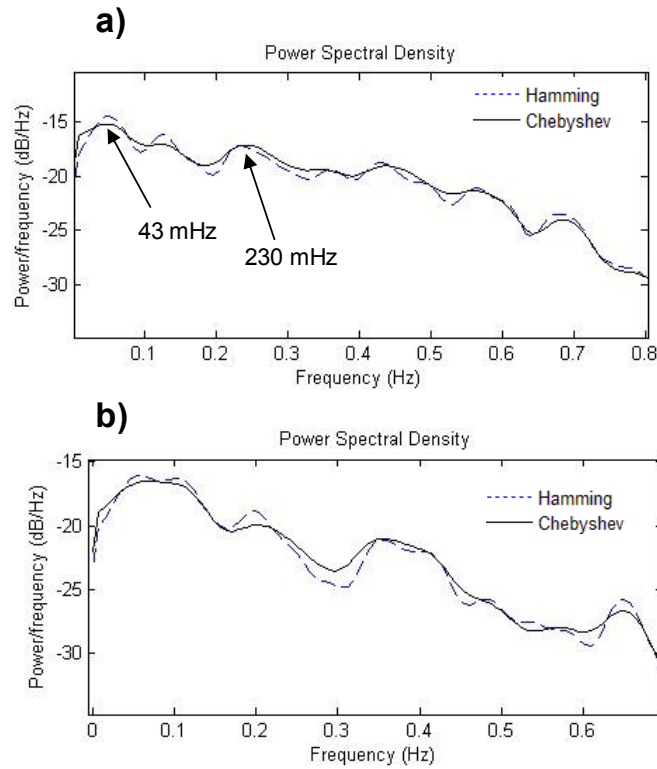 a)
Power Spectral Density
Hamming
Chebyshev
-15
-20
-25
-30
Power/frequency (dB/Hz)
43 mHz
230 mHz
0.1 0.2 0.3 0.4 0.5 0.6 0.7 0.8
Frequency (Hz)
b)
Power Spectral Density
-15
-20
-25
-30
Power/frequency (dB/Hz)
Hamming
Chebyshev
0 0.1 0.2 0.3 0.4 0.5 0.6
Frequency (Hz)